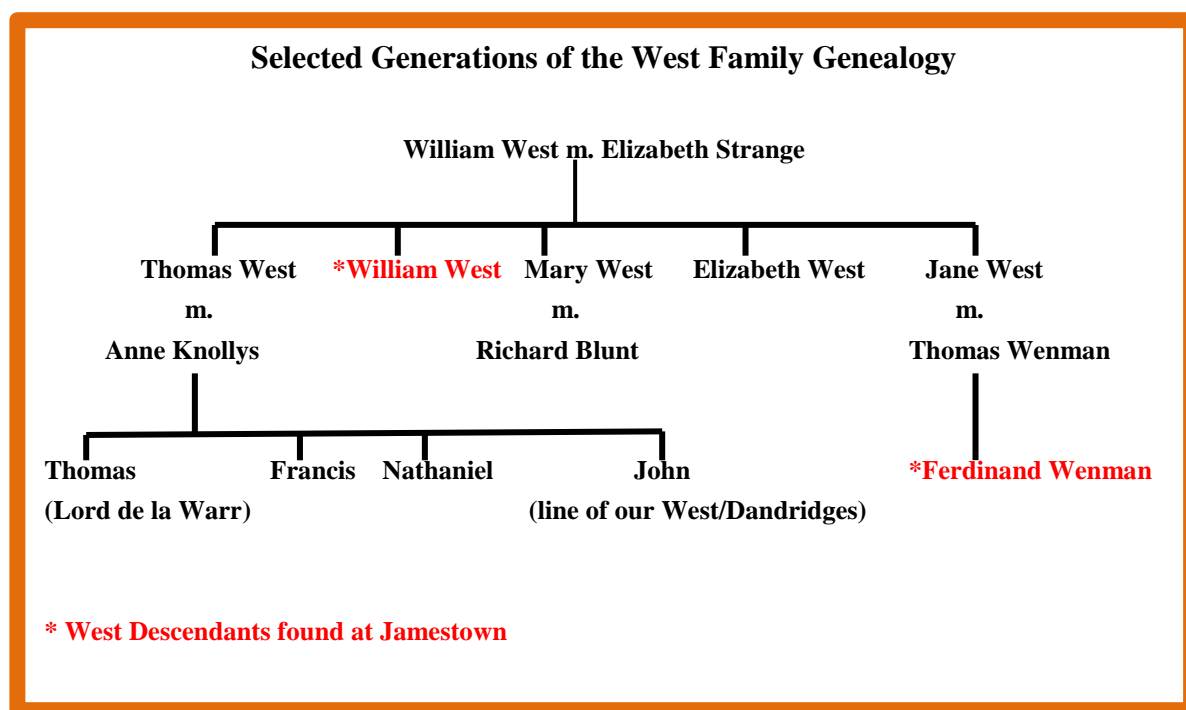 Selected Generations of the West Family Genealogy
William West m. Elizabeth Strange
Thomas West *William West Mary West Elizabeth West Jane West
m. m. m.
Anne Knollys Richard Blunt Thomas Wenman
Thomas Francis Nathaniel John *Ferdinand Wenman
(Lord de la Warr) (line of our West/Dandridges)
* West Descendants found at Jamestown